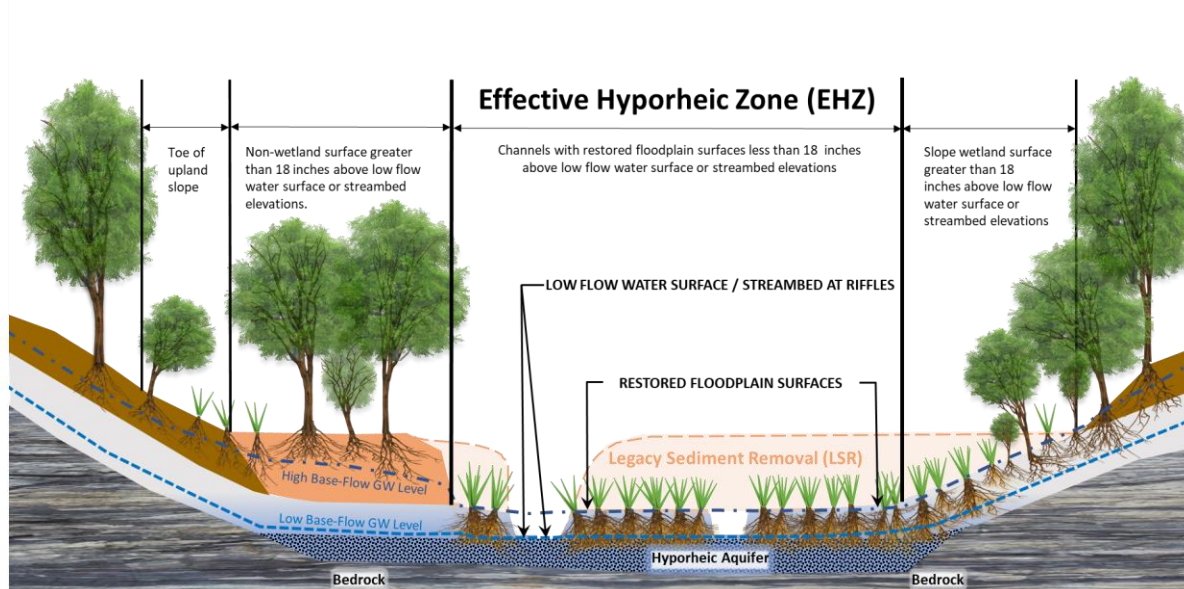 Effective Hyporheic Zone (EHZ)
Toe of
upland
slope
Non-wetland surface greater
than 18 inches above low flow
water surface or streambed
elevations.
Channels with restored floodplain surfaces less than 18 inches
above low flow water surface or streambed elevations
Slope wetland surface
greater than 18
inches above low flow
water surface or
streambed elevations
LOW FLOW WATER SURFACE / STREAMBED AT RIFFLES
RESTORED FLOODPLAIN SURFACES
Legacy Sediment Removal (LSR)
High Base-Flow GW Level
Low Base-Flow GW Level
Hyporheic Aquifer
Bedrock
Bedrock